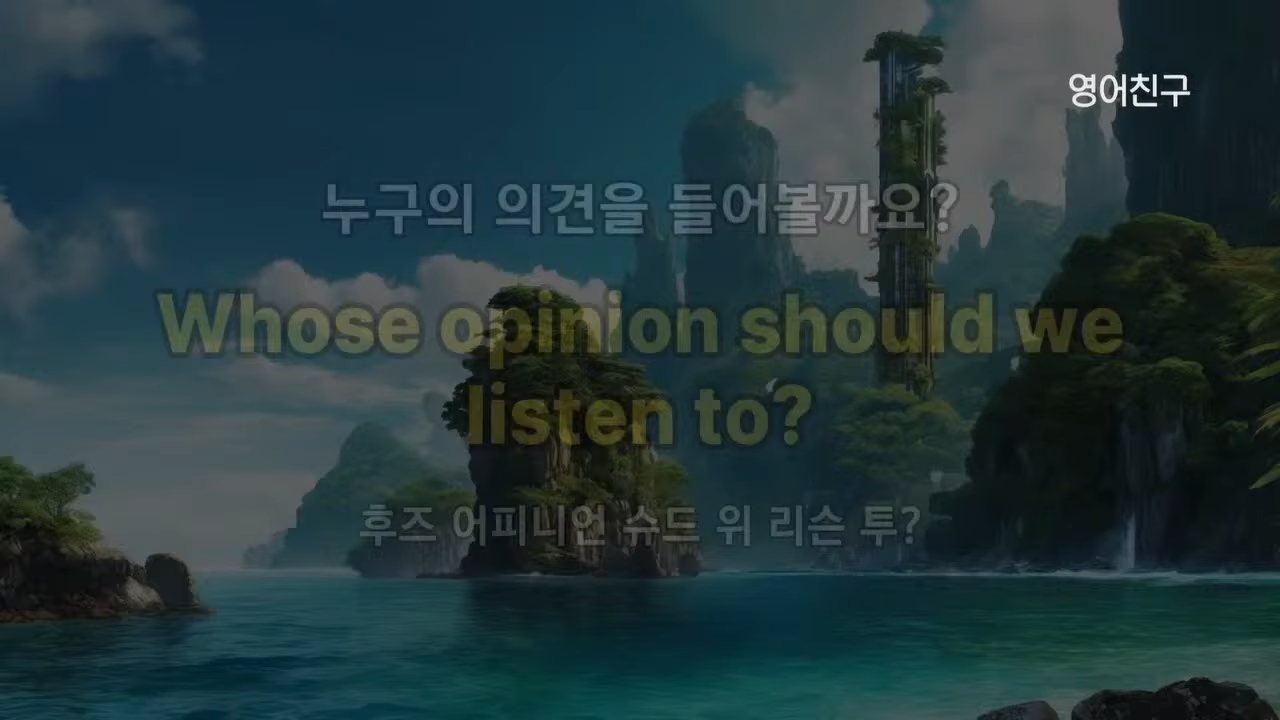 영어친구
누구의 의견을 들어볼까요?
Whose opinion should we
listen to?
후즈 어피니언 슈드 위 리슨 투?